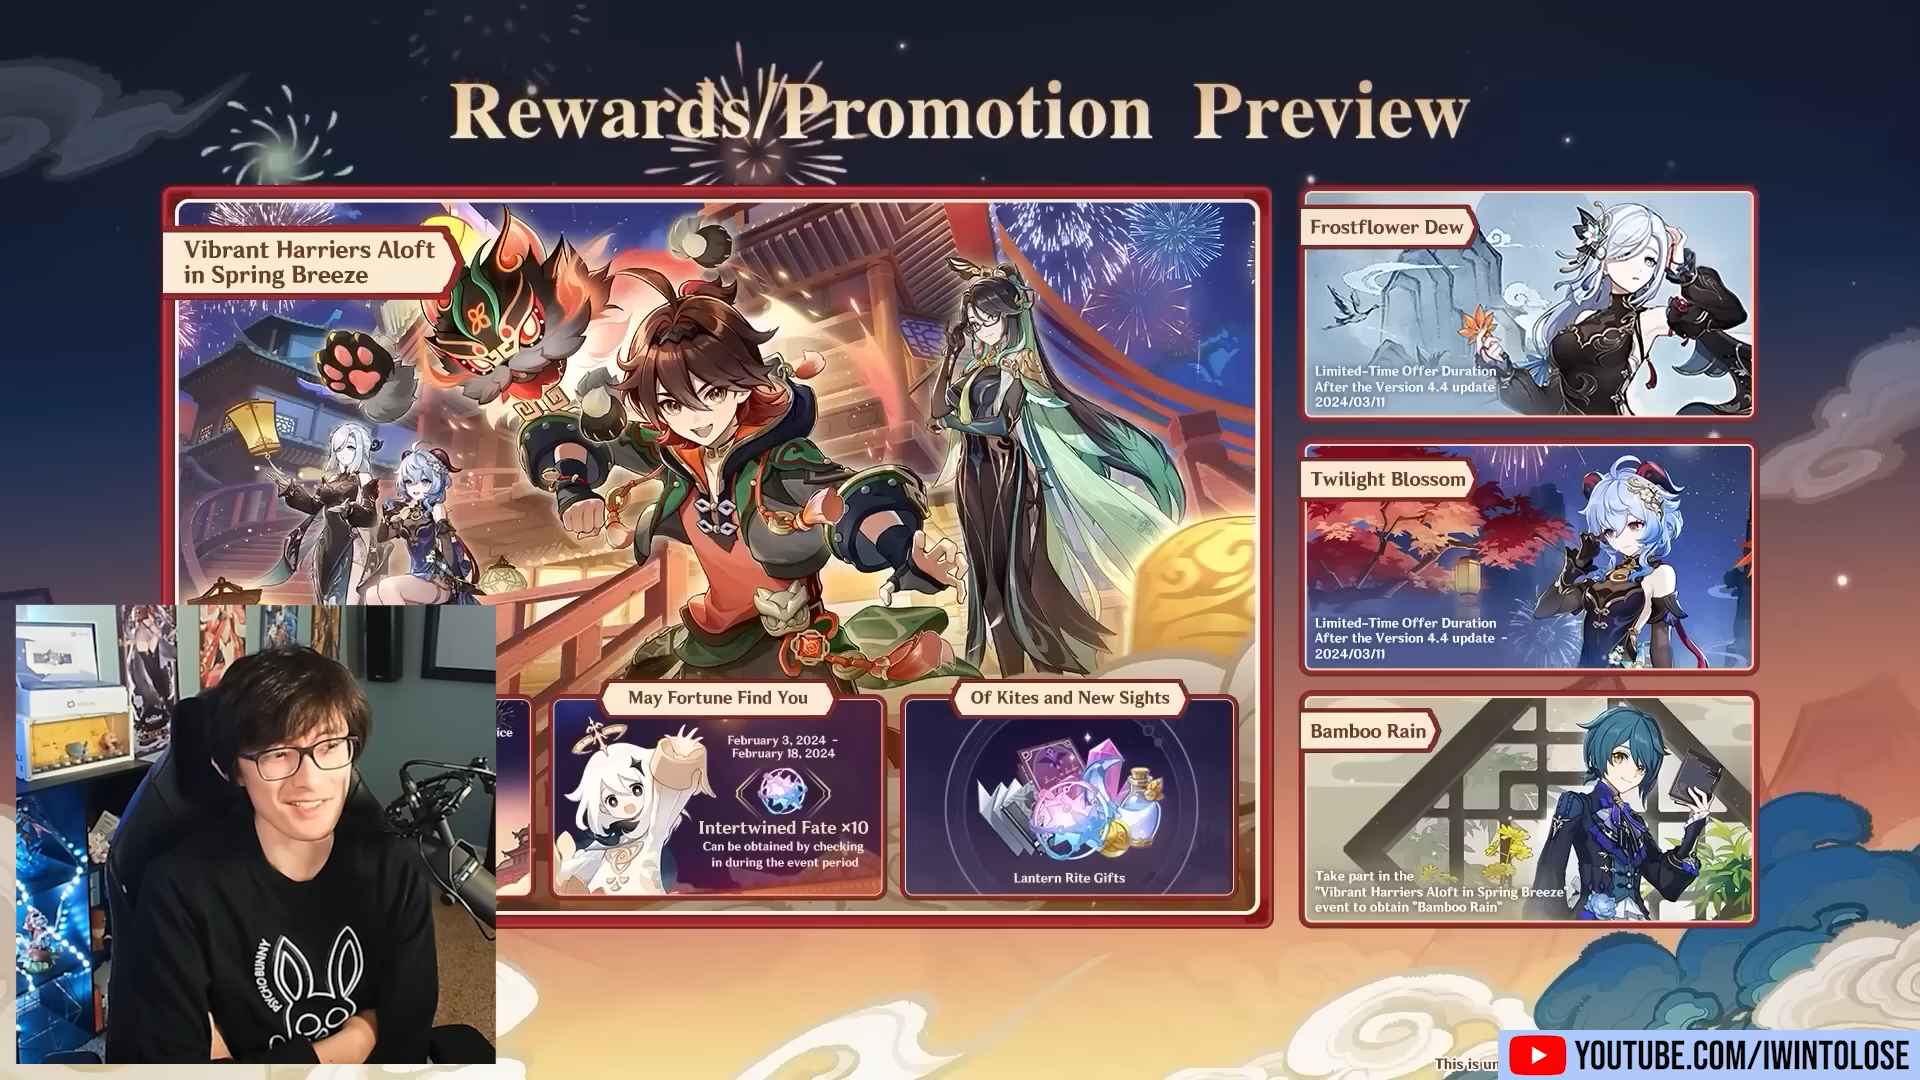 Rewards/Promotion Preview
Vibrant Harriers Aloft
in Spring Breeze
Frostflower Dew
Limited-Time Offer Duration
After the Version 4.4 update -
2024/03/11
Twilight Blossom
Limited-Time Offer Duration
After the Version 4.4 update -
2024/03/11
May Fortune Find You
February 3, 2024 -
February 18, 2024
Intertwined Fate ×10
Can be obtained by checking
in during the event period
Of Kites and New Sights
Lantern Rite Gifts
Bamboo Rain
Take part in the
"Vibrant Harriers Aloft in Spring Breeze"
event to obtain "Bamboo Rain"
PSYCHOBUNNY
This is
YOUTUBE.COM/IWINTOLOSE